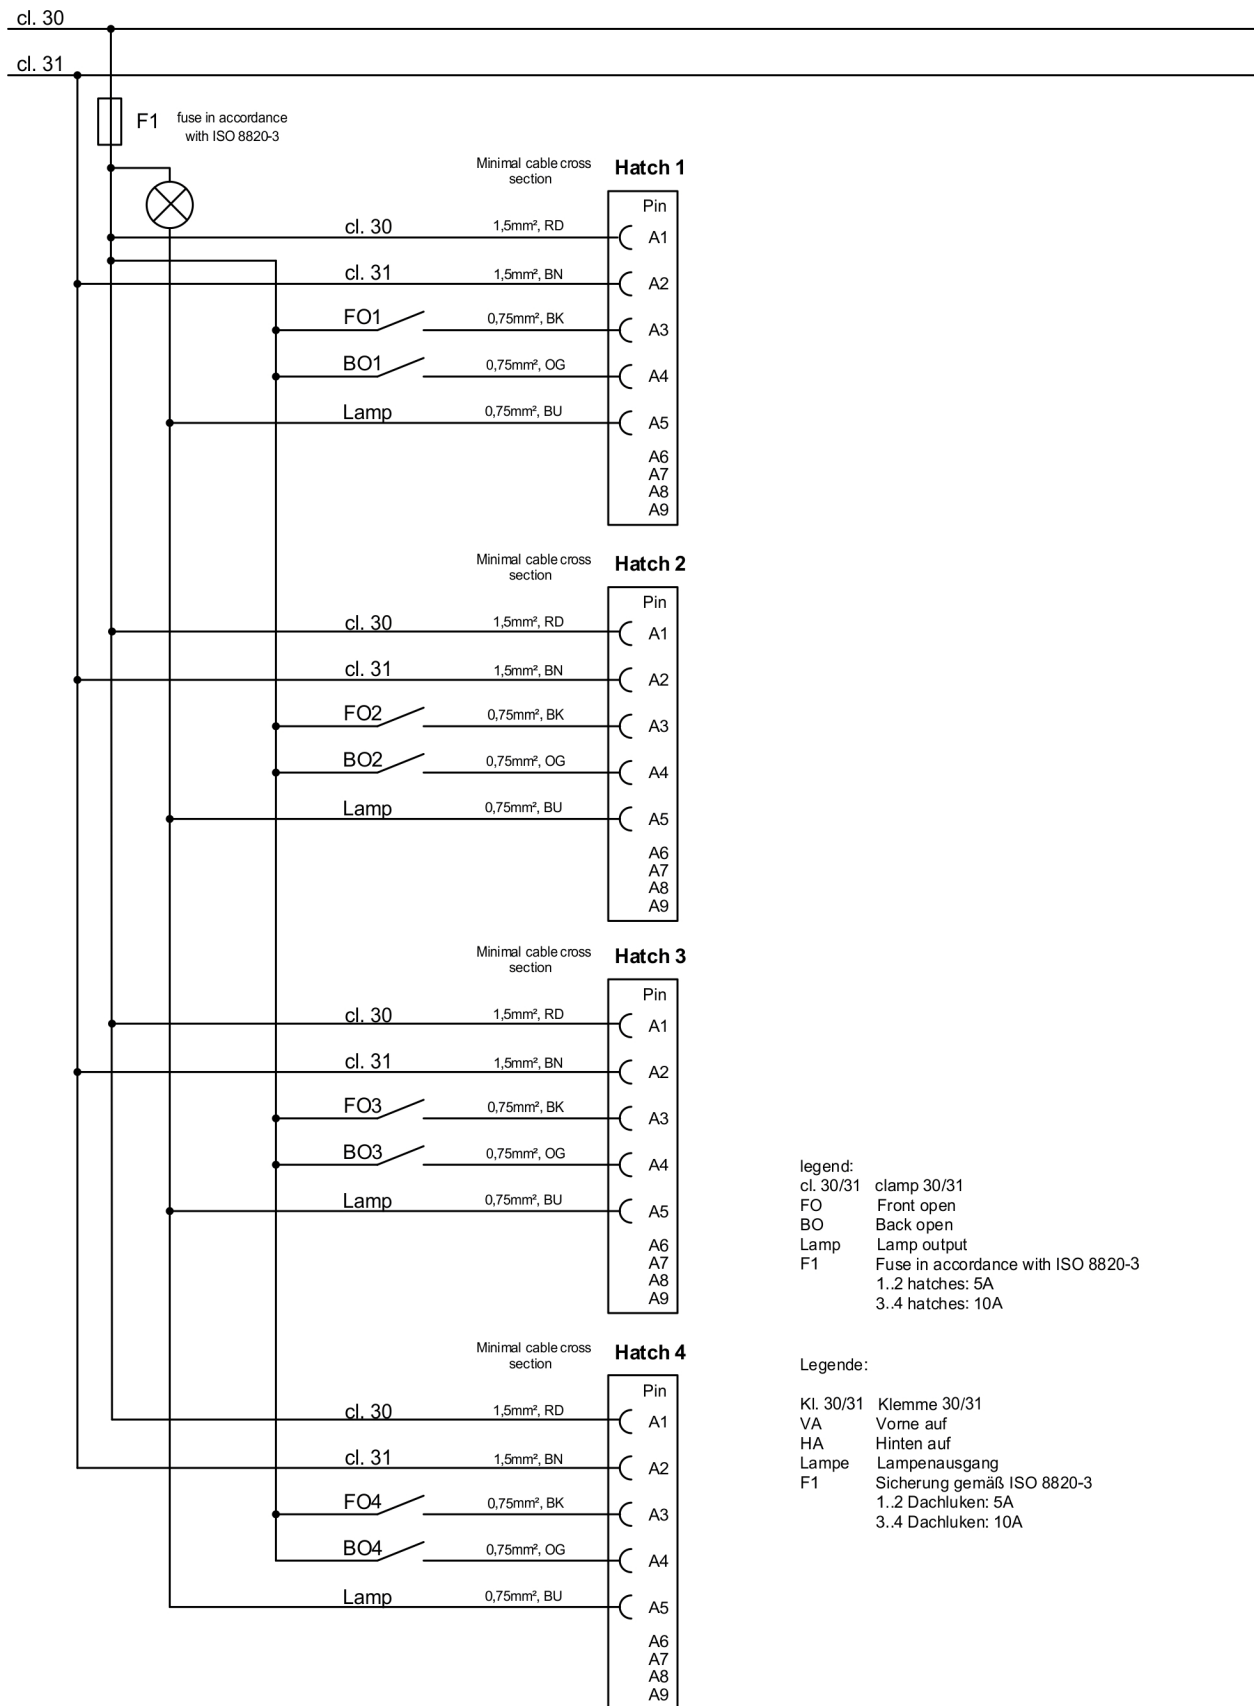 cl. 30
cl. 31
F1 fuse in accordance
with ISO 8820-3
Minimal cable cross
section
Hatch 1
Pin
cl. 30 1,5mm², RD A1
cl. 31 1,5mm², BN A2
FO1 0,75mm², BK A3
BO1 0,75mm², OG A4
Lamp 0,75mm², BU A5
A6
A7
A8
A9
Minimal cable cross
section
Hatch 2
Pin
cl. 30 1,5mm², RD A1
cl. 31 1,5mm², BN A2
FO2 0,75mm², BK A3
BO2 0,75mm², OG A4
Lamp 0,75mm², BU A5
A6
A7
A8
A9
Minimal cable cross
section
Hatch 3
Pin
cl. 30 1,5mm², RD A1
cl. 31 1,5mm², BN A2
FO3 0,75mm², BK A3
BO3 0,75mm², OG A4
Lamp 0,75mm², BU A5
A6
A7
A8
A9
Minimal cable cross
section
Hatch 4
Pin
cl. 30 1,5mm², RD A1
cl. 31 1,5mm², BN A2
FO4 0,75mm², BK A3
BO4 0,75mm², OG A4
Lamp 0,75mm², BU A5
A6
A7
A8
A9
legend:
cl. 30/31 clamp 30/31
FO Front open
BO Back open
Lamp Lamp output
F1 Fuse in accordance with ISO 8820-3
1..2 hatches: 5A
3..4 hatches: 10A
Legende:
Kl. 30/31 Klemme 30/31
VA Vorne auf
HA Hinten auf
Lampe Lampenausgang
F1 Sicherung gemäß ISO 8820-3
1..2 Dachluken: 5A
3..4 Dachluken: 10A